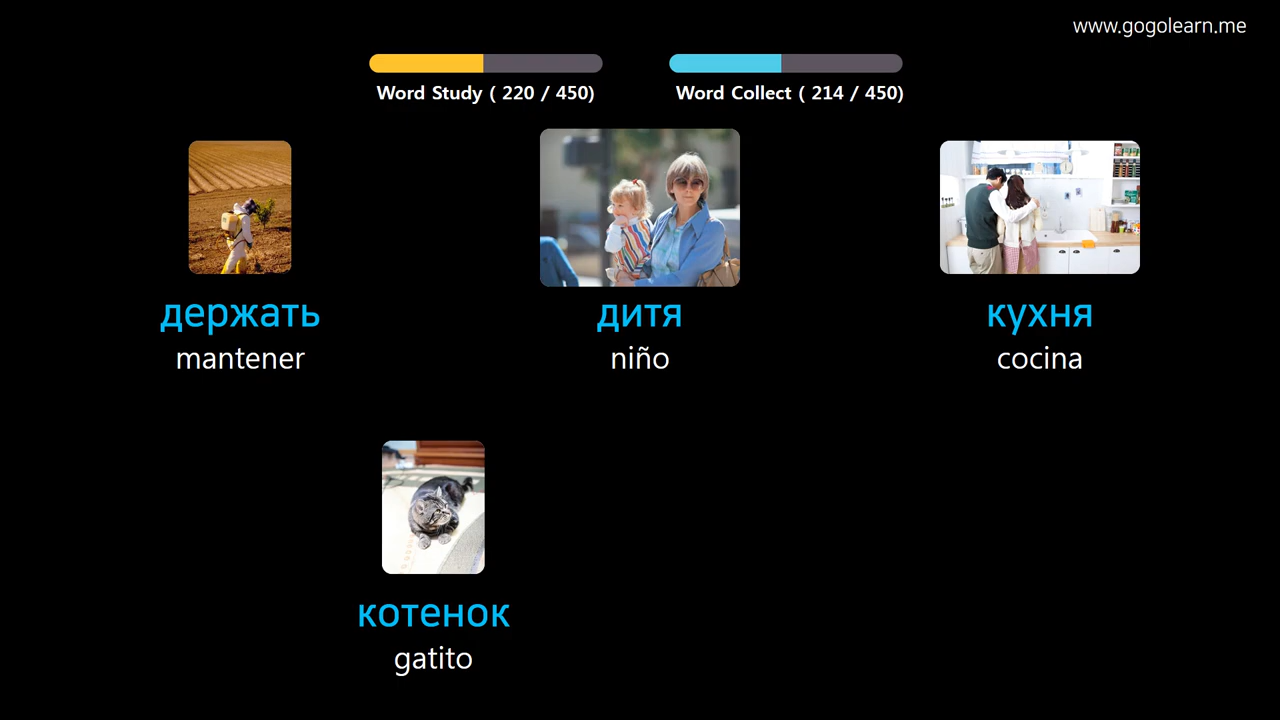 www.gogolearn.me
Word Study ( 220 / 450)
Word Collect ( 214 / 450)
держать
mantener
дитя
niño
кухня
cocina
котенок
gatito